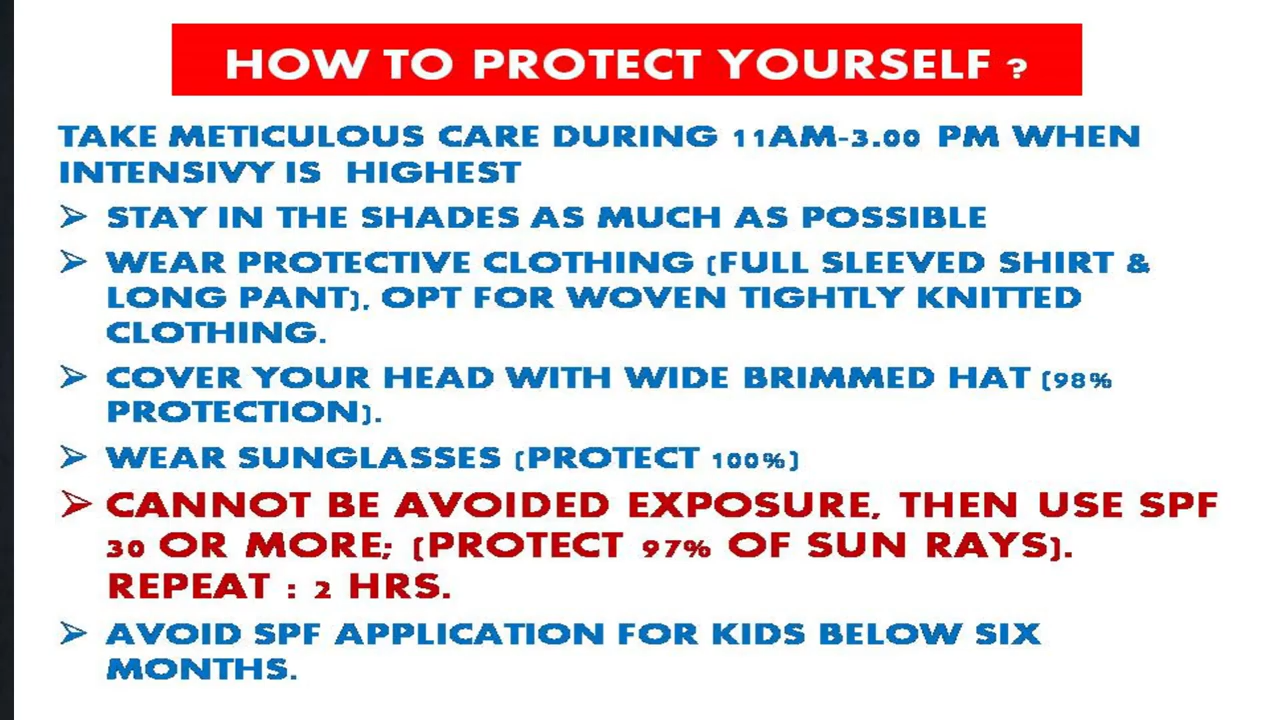 HOW TO PROTECT YOURSELF ?
TAKE METICULOUS CARE DURING 11AM-3.00 PM WHEN
INTENSIVY IS HIGHEST
➢ STAY IN THE SHADES AS MUCH AS POSSIBLE
➢ WEAR PROTECTIVE CLOTHING (FULL SLEEVED SHIRT &
LONG PANT), OPT FOR WOVEN TIGHTLY KNITTED
CLOTHING.
➢ COVER YOUR HEAD WITH WIDE BRIMMED HAT (98%
PROTECTION).
➢ WEAR SUNGLASSES (PROTECT 100%)
➢ CANNOT BE AVOIDED EXPOSURE, THEN USE SPF
30 OR MORE; (PROTECT 97% OF SUN RAYS).
REPEAT : 2 HRS.
➢ AVOID SPF APPLICATION FOR KIDS BELOW SIX
MONTHS.